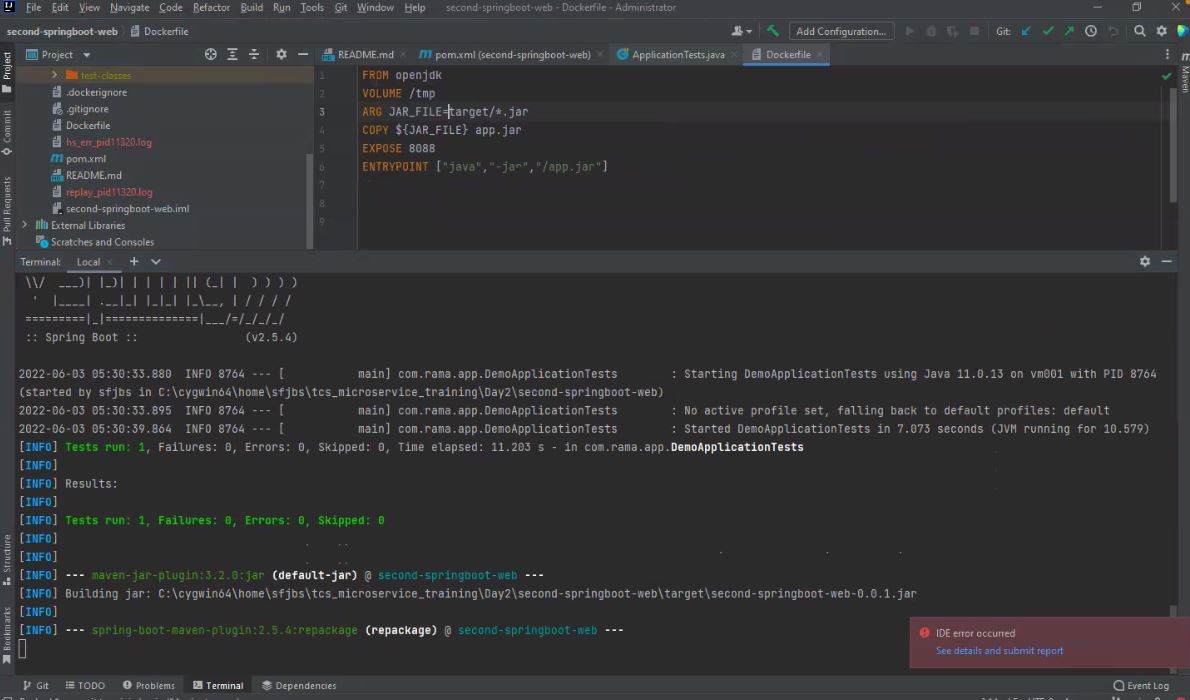 File Edit View Navigate Code Refactor Build Run Tools Git Window Help second-springboot-web - Dockerfile - Administrator
second-springboot-web Dockerfile Add Configuration... Git:
Project
README.md pom.xml (second-springboot-web) ApplicationTests.java Dockerfile
test-classes
.dockerignore
.gitignore
Dockerfile
hs_err_pid11320.log
pom.xml
README.md
replay_pid11320.log
second-springboot-web.iml
External Libraries
Scratches and Consoles
1 FROM openjdk
2 VOLUME /tmp
3 ARG JAR_FILE=target/*.jar
4 COPY ${JAR_FILE} app.jar
5 EXPOSE 8088
6 ENTRYPOINT ["java","-jar","/app.jar"]
7
8
9
Project
Commit
Pull Requests
Structure
Bookmarks
Maven
Terminal: Local
\\/  ___)| |_)| | | | | || (_| |  ) ) ) )
'  |____| .__|_| |_|_| |_\__, | / / / /
=========|_|==============|___/=/_/_/_/
:: Spring Boot :: (v2.5.4)
2022-06-03 05:30:33.880 INFO 8764 --- [ main] com.rama.app.DemoApplicationTests : Starting DemoApplicationTests using Java 11.0.13 on vm001 with PID 8764
(started by sfjbs in C:\cygwin64\home\sfjbs\tcs_microservice_training\Day2\second-springboot-web)
2022-06-03 05:30:33.895 INFO 8764 --- [ main] com.rama.app.DemoApplicationTests : No active profile set, falling back to default profiles: default
2022-06-03 05:30:39.864 INFO 8764 --- [ main] com.rama.app.DemoApplicationTests : Started DemoApplicationTests in 7.073 seconds (JVM running for 10.579)
[INFO] Tests run: 1, Failures: 0, Errors: 0, Skipped: 0, Time elapsed: 11.203 s - in com.rama.app.DemoApplicationTests
[INFO]
[INFO] Results:
[INFO]
[INFO] Tests run: 1, Failures: 0, Errors: 0, Skipped: 0
[INFO]
[INFO]
[INFO] --- maven-jar-plugin:3.2.0:jar (default-jar) @ second-springboot-web ---
[INFO] Building jar: C:\cygwin64\home\sfjbs\tcs_microservice_training\Day2\second-springboot-web\target\second-springboot-web-0.0.1.jar
[INFO]
[INFO] --- spring-boot-maven-plugin:2.5.4:repackage (repackage) @ second-springboot-web ---
IDE error occurred
See details and submit report
Git TODO Problems Terminal Dependencies Event Log